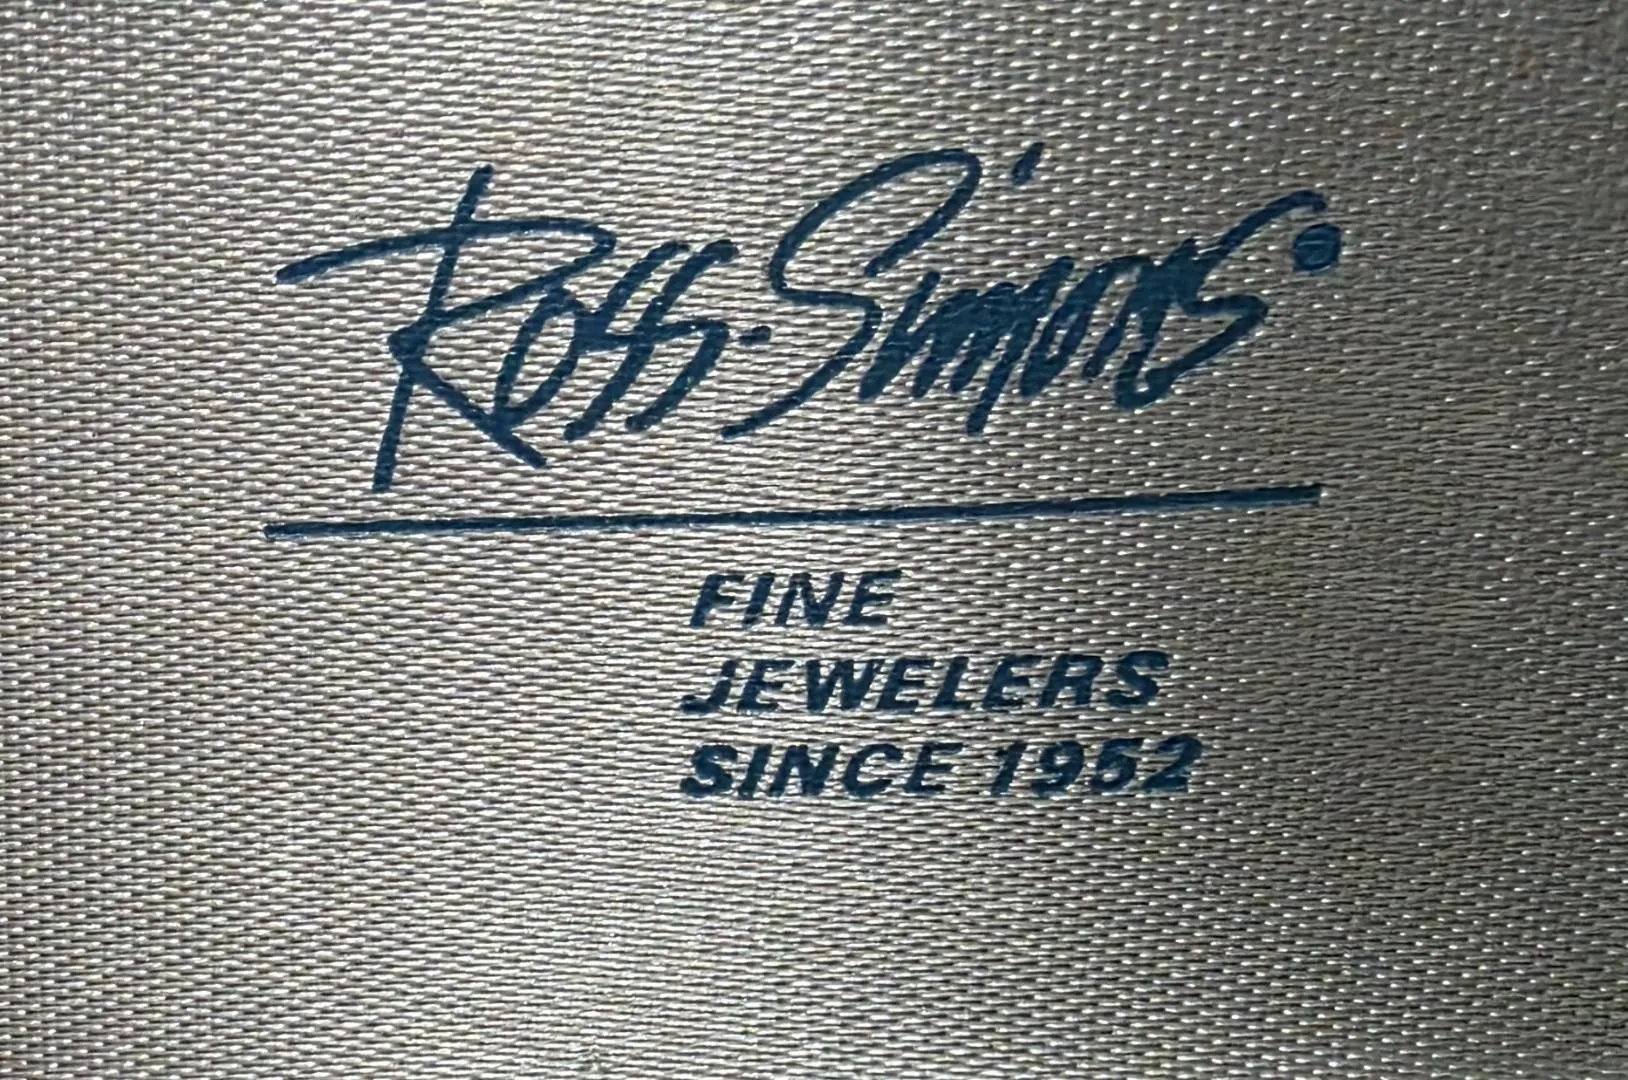 Ross-Simons
FINE
JEWELERS
SINCE 1952